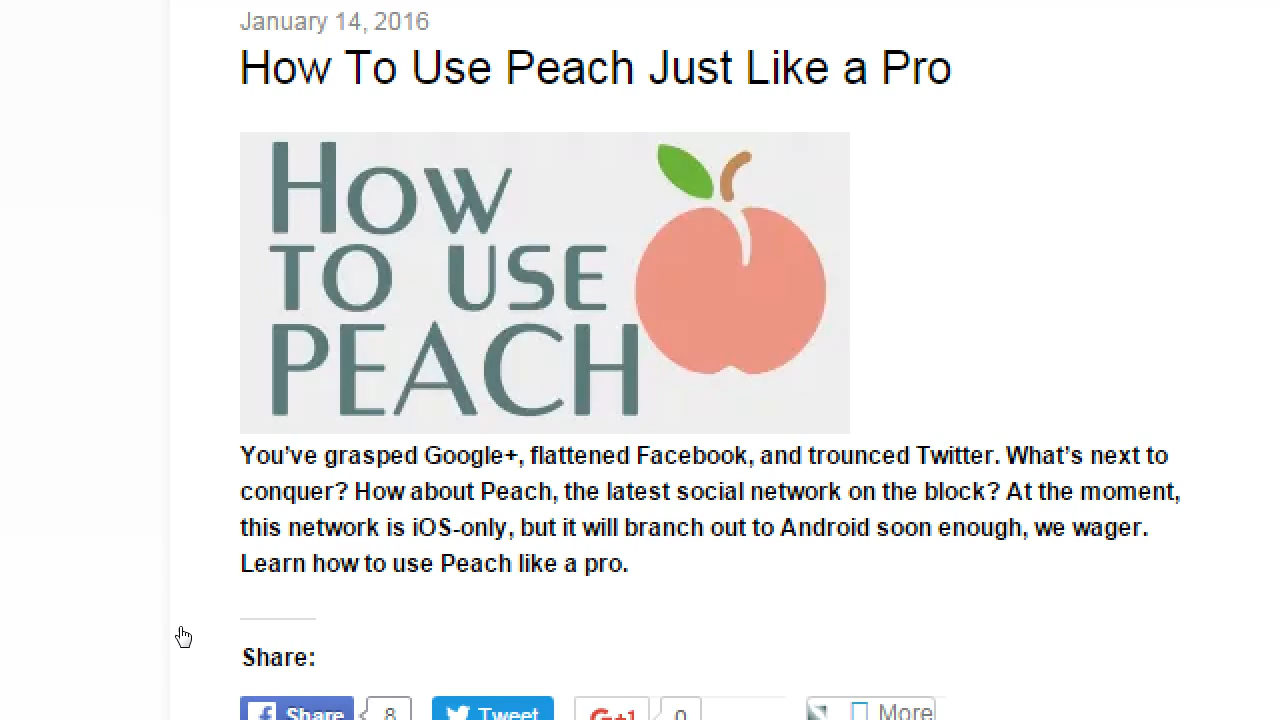 January 14, 2016
How To Use Peach Just Like a Pro
HOW
TO USE
PEACH
You've grasped Google+, flattened Facebook, and trounced Twitter. What's next to
conquer? How about Peach, the latest social network on the block? At the moment,
this network is iOS-only, but it will branch out to Android soon enough, we wager.
Learn how to use Peach like a pro.
Share:
f Share 8 Tweet G+1 0 More